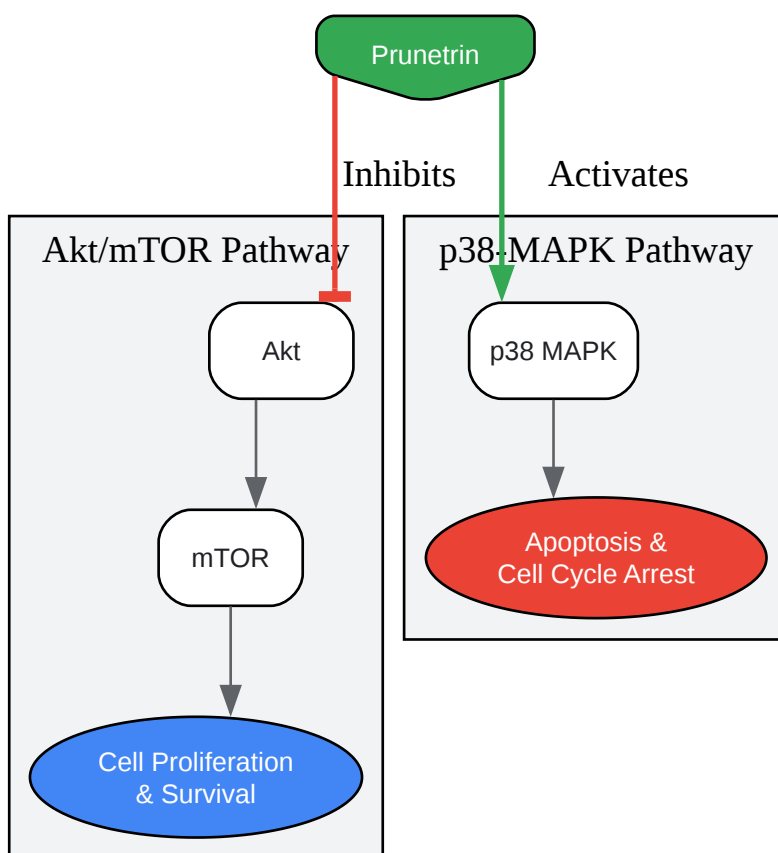 Prunetrin
Inhibits
Activates
Akt/mTOR Pathway
p38-MAPK Pathway
Akt
p38 MAPK
mTOR
Apoptosis &
Cell Cycle Arrest
Cell Proliferation
& Survival